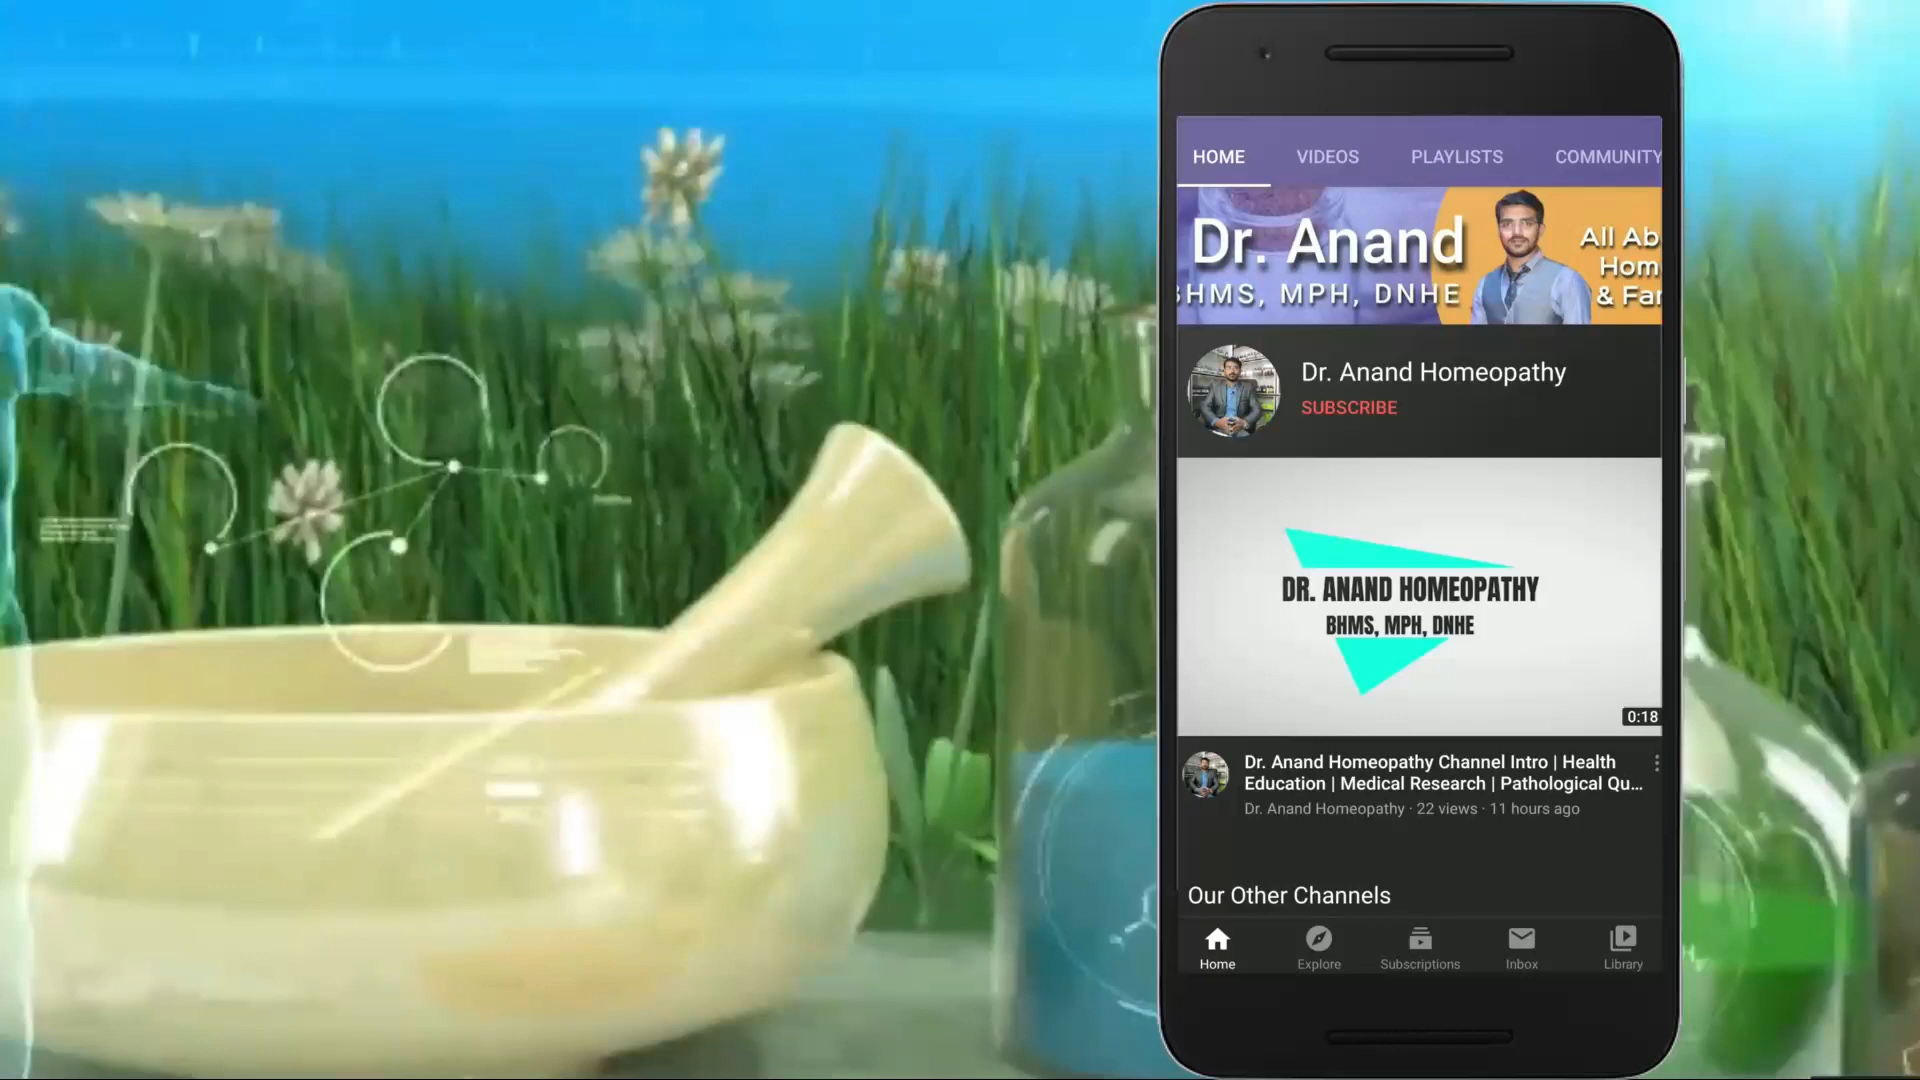 HOME VIDEOS PLAYLISTS COMMUNITY
Dr. Anand
BHMS, MPH, DNHE
All Ab
Hom
& Fa
Dr. Anand Homeopathy
SUBSCRIBE
DR. ANAND HOMEOPATHY
BHMS, MPH, DNHE
0:18
Dr. Anand Homeopathy Channel Intro | Health
Education | Medical Research | Pathological Qu...
Dr. Anand Homeopathy · 22 views · 11 hours ago
Our Other Channels
Home Explore Subscriptions Inbox Library